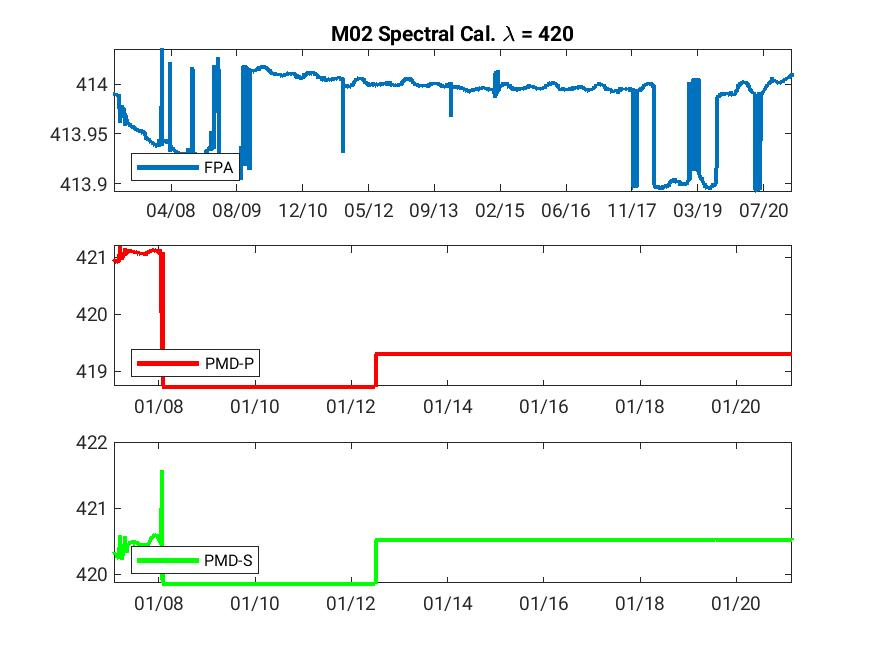 M02 Spectral Cal. λ = 420
414
413.95
413.9
FPA
04/08 08/09 12/10 05/12 09/13 02/15 06/16 11/17 03/19 07/20
421
420
419
PMD-P
01/08 01/10 01/12 01/14 01/16 01/18 01/20
422
421
420
PMD-S
01/08 01/10 01/12 01/14 01/16 01/18 01/20